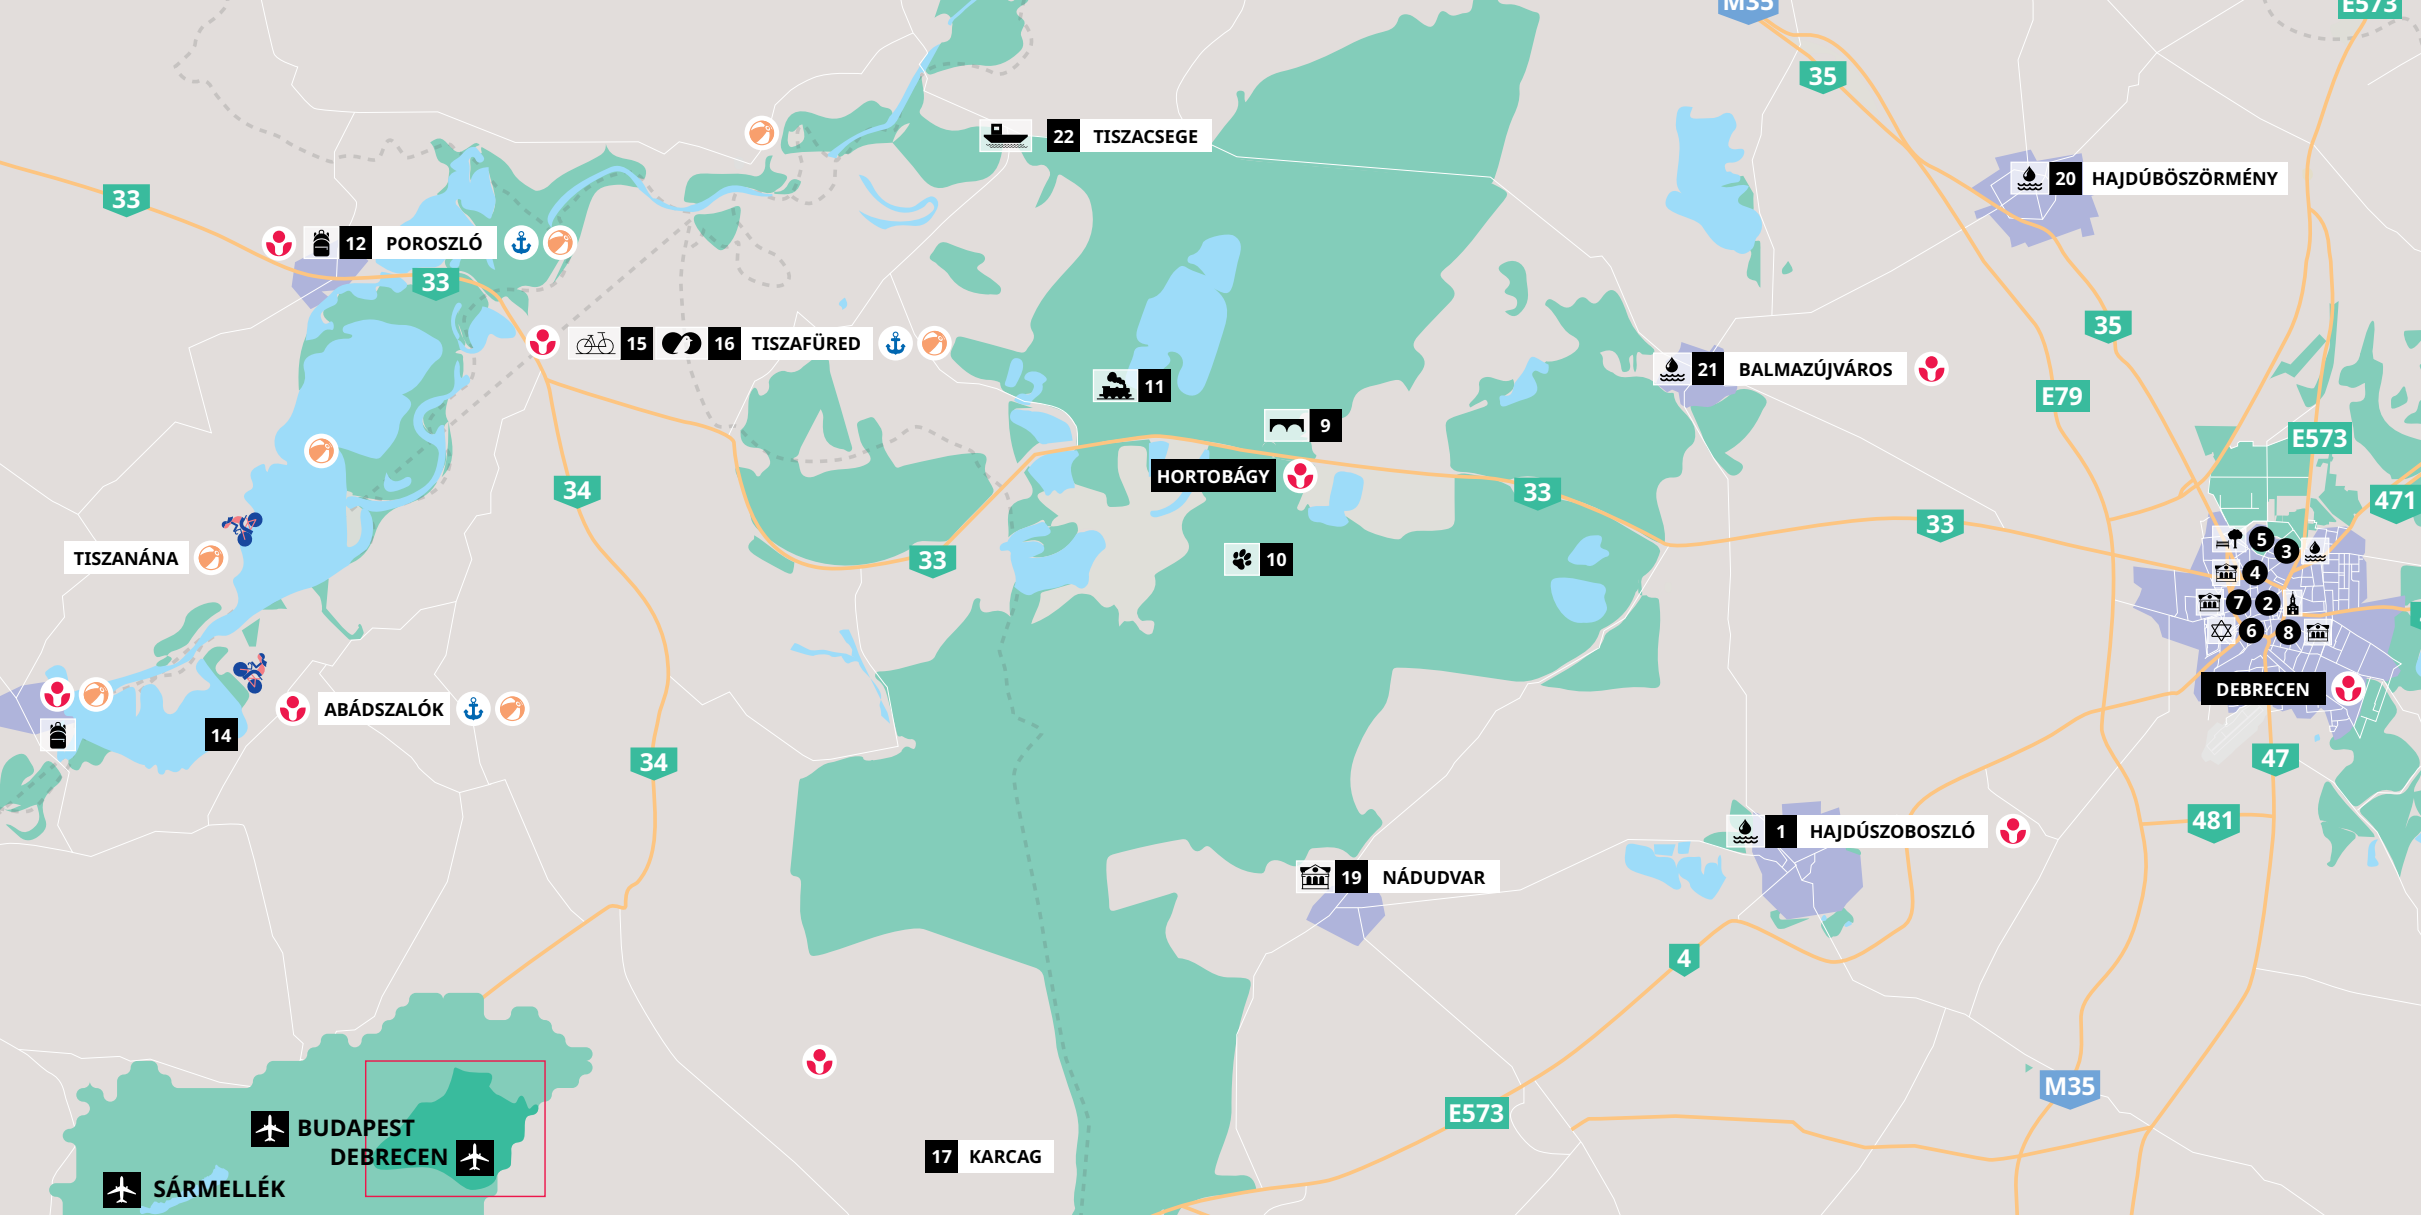 M35
E573
35
22 TISZACSEGE
20 HAJDÚBÖSZÖRMÉNY
33
12 POROSZLÓ
33
35
15 16 TISZAFÜRED
21 BALMAZÚJVÁROS
11
E79
9
E573
HORTOBÁGY
34
33
471
33
TISZANÁNA
33
10
5
3
4
7 2
6 8
DEBRECEN
ABÁDSZALÓK
14
34
47
481
1 HAJDÚSZOBOSZLÓ
19 NÁDUDVAR
4
M35
E573
BUDAPEST
DEBRECEN
17 KARCAG
SÁRMELLÉK